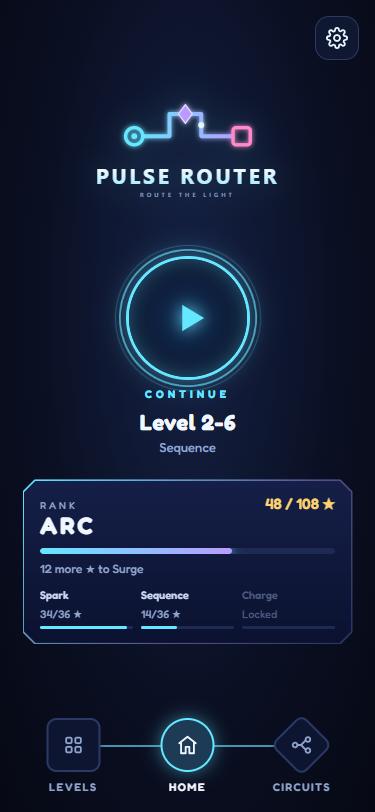 PULSE ROUTER
ROUTE THE LIGHT
CONTINUE
Level 2-6
Sequence
RANK
48 / 108 ★
ARC
12 more ★ to Surge
Spark Sequence Charge
34/36 ★ 14/36 ★ Locked
LEVELS HOME CIRCUITS